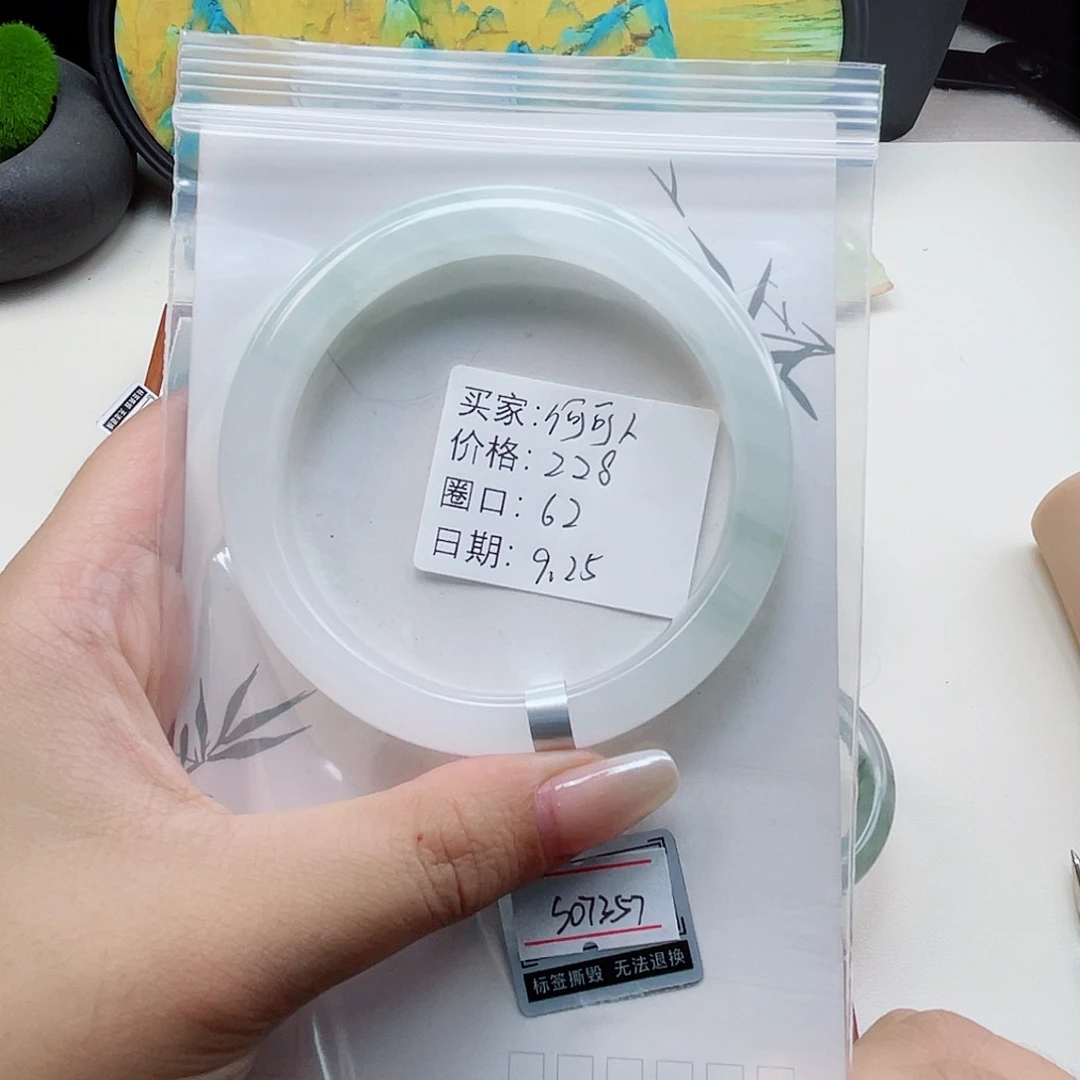 买家:何可人
价格:228
圈口:62
日期:9.25
507357
标签撕毁 无法退换